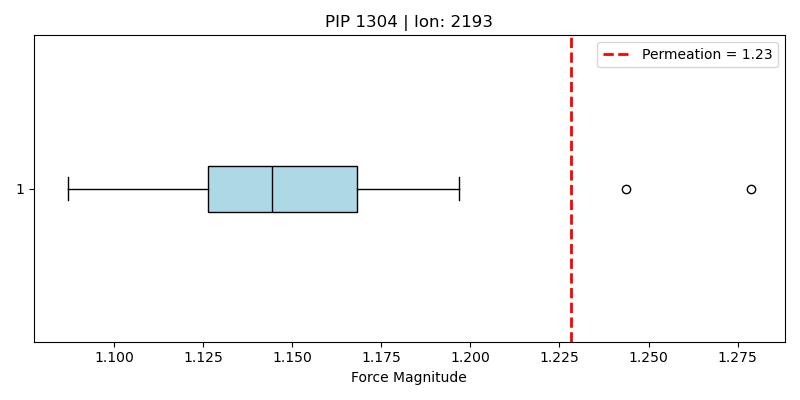 PIP 1304 | Ion: 2193
Permeation = 1.23
1
1.100 1.125 1.150 1.175 1.200 1.225 1.250 1.275
Force Magnitude